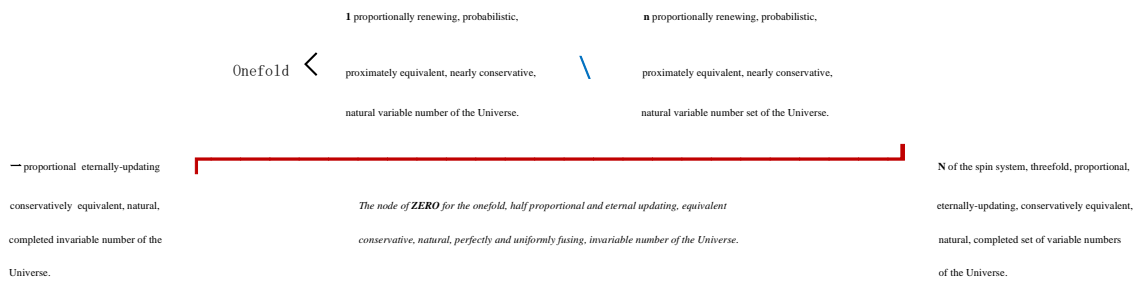 1 proportionally renewing, probabilistic,
n proportionally renewing, probabilistic,
Onefold <
proximately equivalent, nearly conservative,
\
proximately equivalent, nearly conservative,
natural variable number of the Universe.
natural variable number set of the Universe.
一 proportional eternally-updating
conservatively equivalent, natural,
completed invariable number of the
Universe.
The node of ZERO for the onefold, half proportional and eternal updating, equivalent
conservative, natural, perfectly and uniformly fusing, invariable number of the Universe.
N of the spin system, threefold, proportional,
eternally-updating, conservatively equivalent,
natural, completed set of variable numbers
of the Universe.